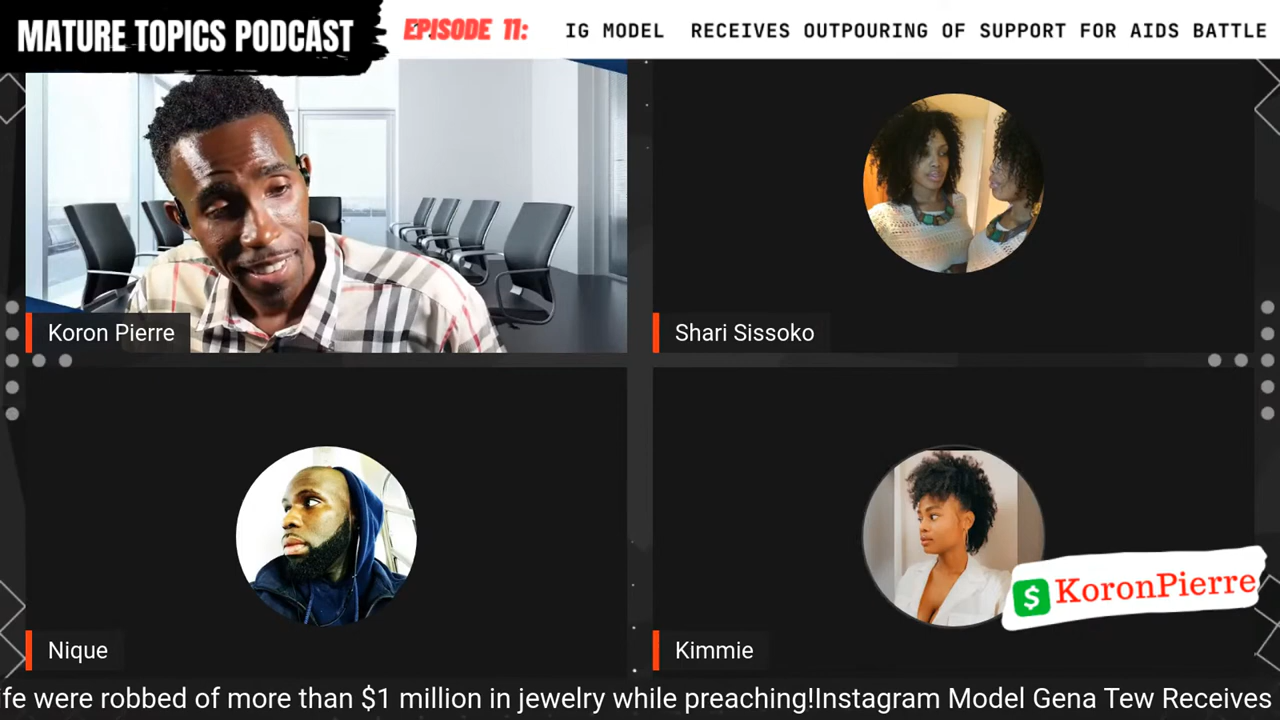 MATURE TOPICS PODCAST
EPISODE 11:
IG MODEL RECEIVES OUTPOURING OF SUPPORT FOR AIDS BATTLE
Koron Pierre
Shari Sissoko
Nique
Kimmie
$ KoronPierre
ife were robbed of more than $1 million in jewelry while preaching!Instagram Model Gena Tew Receives